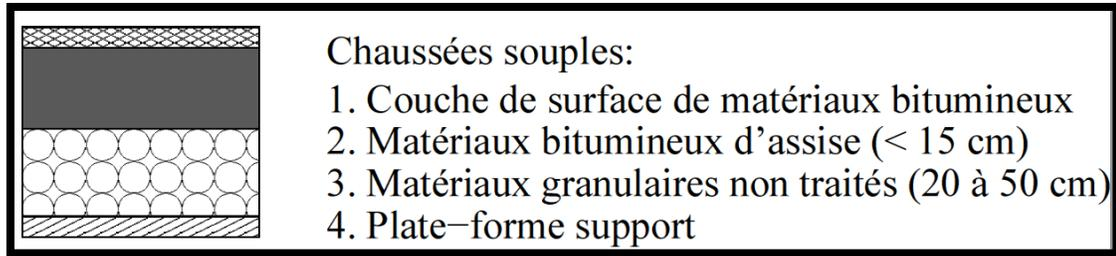 Chaussées souples:
1. Couche de surface de matériaux bitumineux
2. Matériaux bitumineux d'assise (< 15 cm)
3. Matériaux granulaires non traités (20 à 50 cm)
4. Plate−forme support